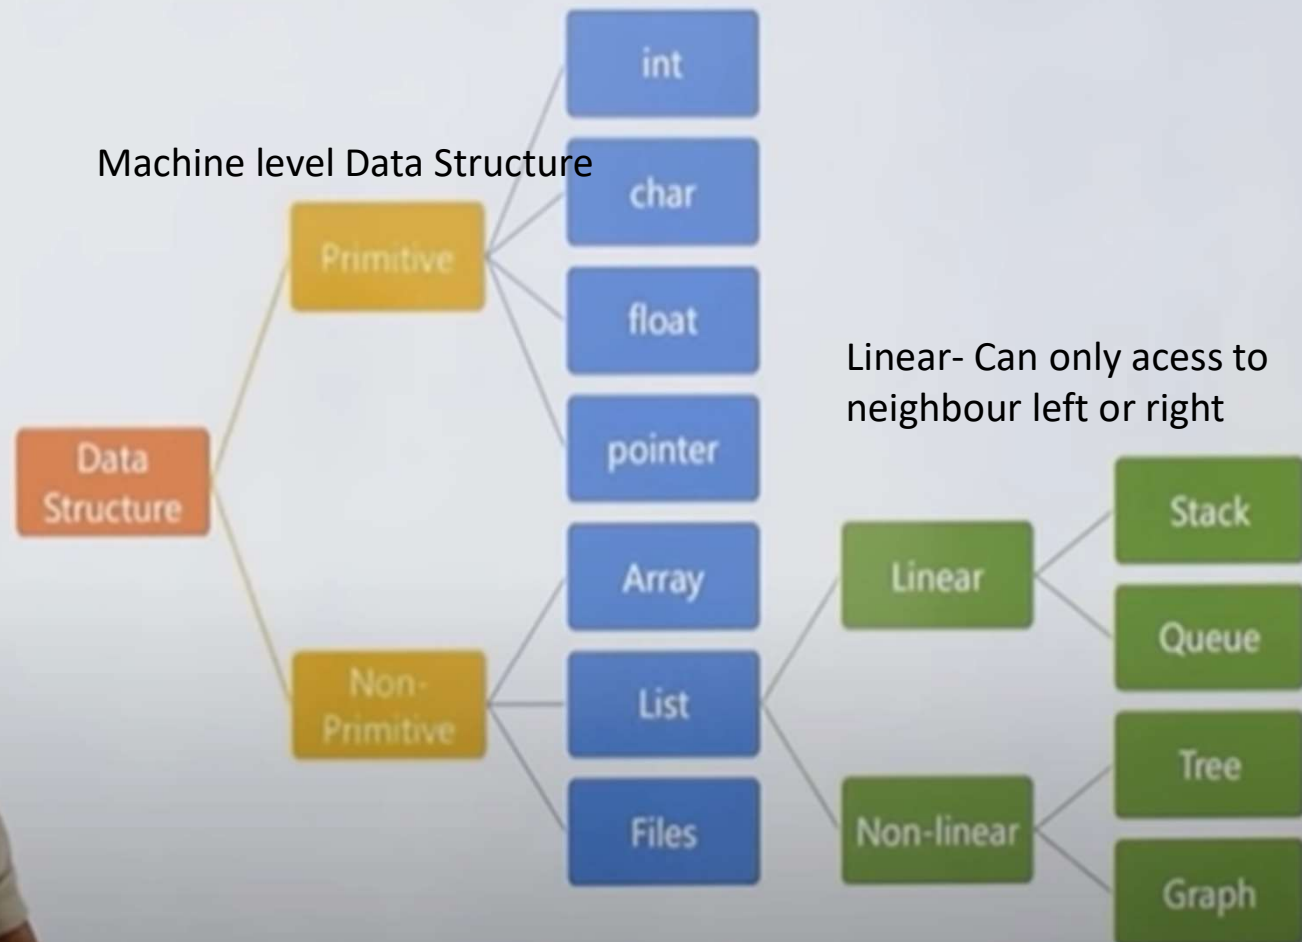 int
Machine level Data Structure
char
Primitive
float
Linear- Can only acess to
neighbour left or right
pointer
Data
Structure
Stack
Array
Linear
Queue
Non-
Primitive
List
Tree
Files
Non-linear
Graph